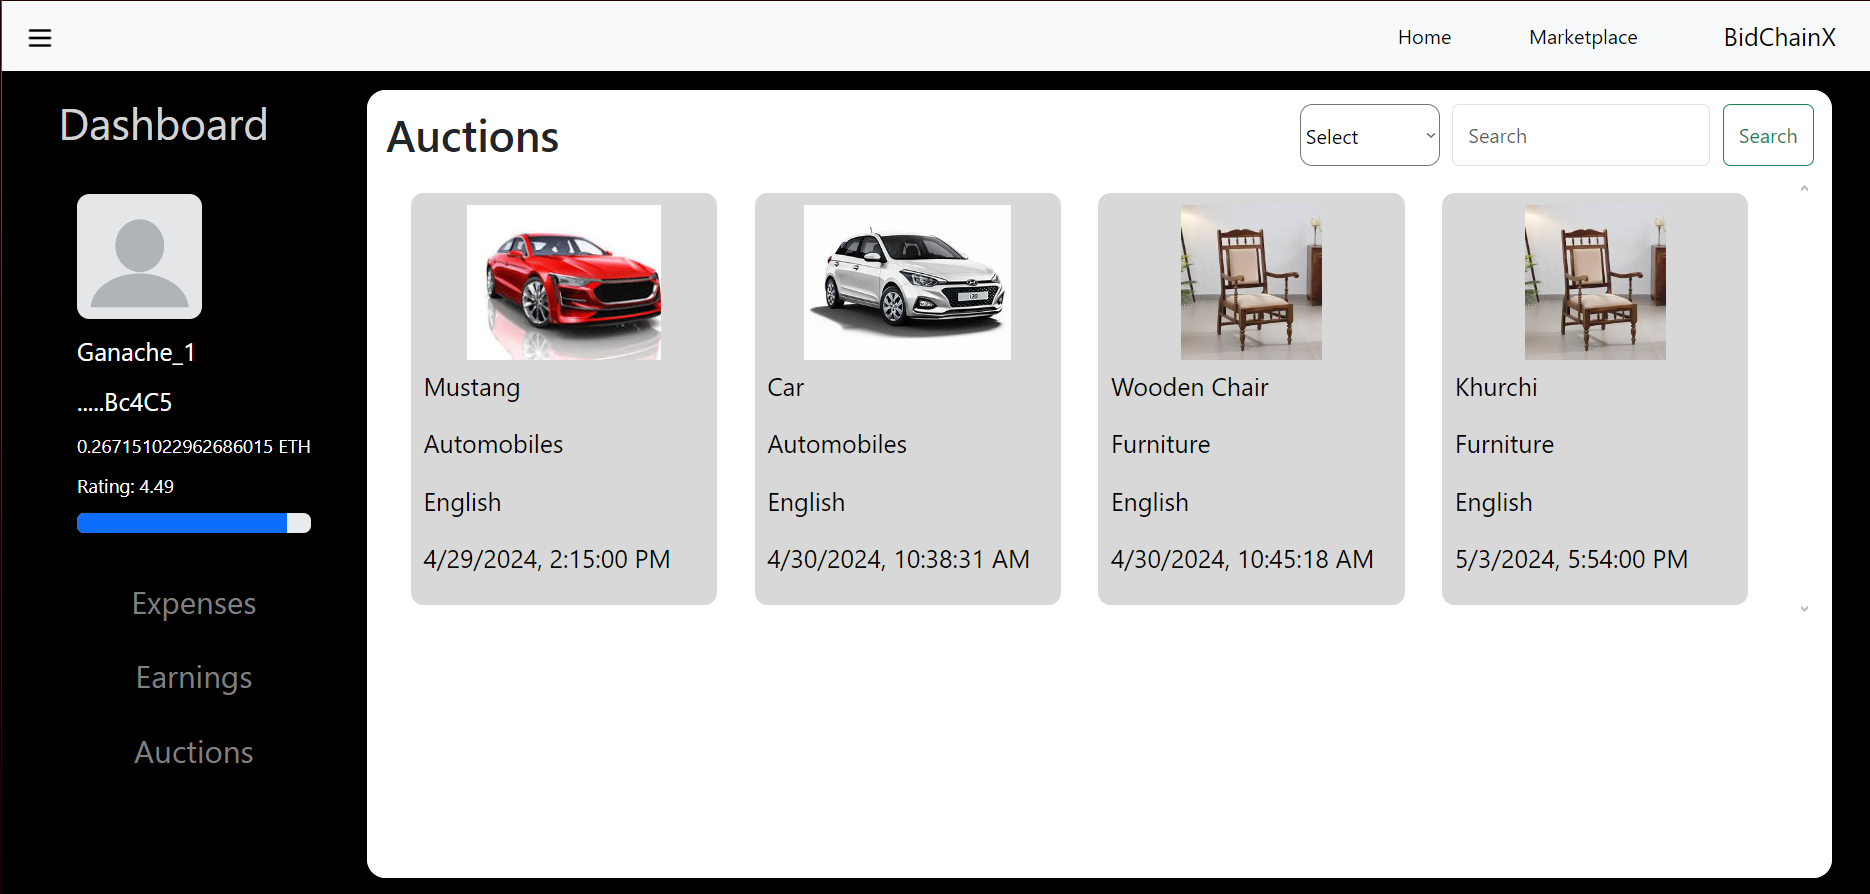 Home
Marketplace
BidChainX
Dashboard
Ganache_1
.....Bc4C5
0.267151022962686015 ETH
Rating: 4.49
Expenses
Earnings
Auctions
Auctions
Select
Search
Search
Mustang
Automobiles
English
4/29/2024, 2:15:00 PM
i20
Car
Automobiles
English
4/30/2024, 10:38:31 AM
Wooden Chair
Furniture
English
4/30/2024, 10:45:18 AM
Khurchi
Furniture
English
5/3/2024, 5:54:00 PM